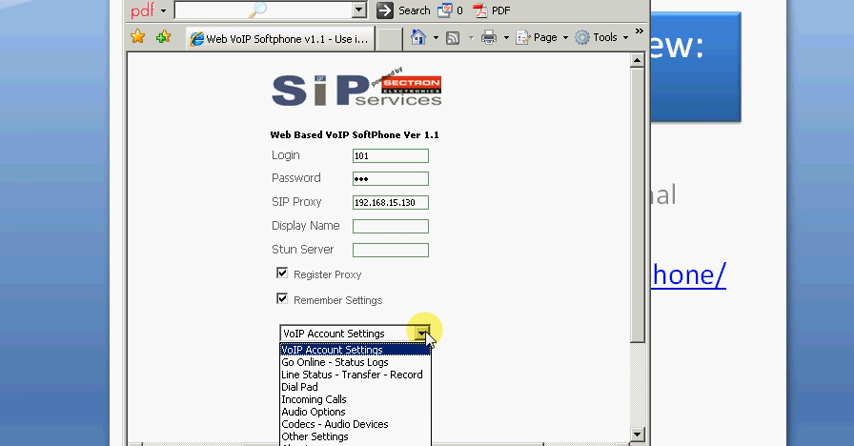 pdf
Search 0 PDF
Web VoIP Softphone v1.1 - Use i...
Page Tools »
ew:
SiP
powered by
SECTRON
ELECTRONICS
services
Web Based VoIP SoftPhone Ver 1.1
Login 101
Password •••
SIP Proxy 192.168.15.130
Display Name
Stun Server
Register Proxy
Remember Settings
nal
hone/
VoIP Account Settings
VoIP Account Settings
Go Online - Status Logs
Line Status - Transfer - Record
Dial Pad
Incoming Calls
Audio Options
Codecs - Audio Devices
Other Settings